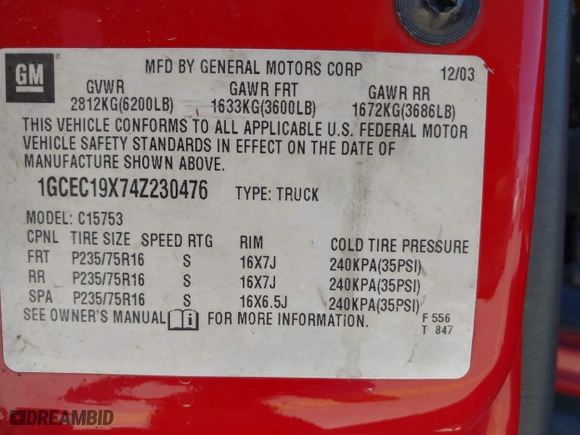 GM
MFD BY GENERAL MOTORS CORP 12/03
GVWR GAWR FRT GAWR RR
2812KG(6200LB) 1633KG(3600LB) 1672KG(3686LB)
THIS VEHICLE CONFORMS TO ALL APPLICABLE U.S. FEDERAL MOTOR
VEHICLE SAFETY STANDARDS IN EFFECT ON THE DATE OF
MANUFACTURE SHOWN ABOVE.
1GCEC19X74Z230476 TYPE: TRUCK
MODEL: C15753
CPNL TIRE SIZE SPEED RTG RIM COLD TIRE PRESSURE
FRT P235/75R16 S 16X7J 240KPA(35PSI)
RR P235/75R16 S 16X7J 240KPA(35PSI)
SPA P235/75R16 S 16X6.5J 240KPA(35PSI)
SEE OWNER'S MANUAL i FOR MORE INFORMATION.
F 556
T 847
DREAMBID